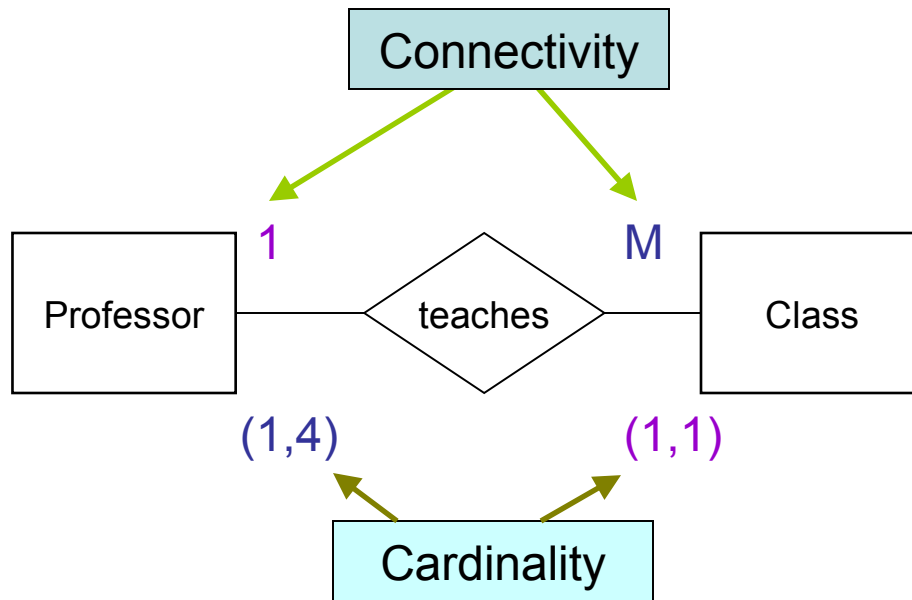 Connectivity
1
M
Professor
teaches
Class
(1,4)
(1,1)
Cardinality